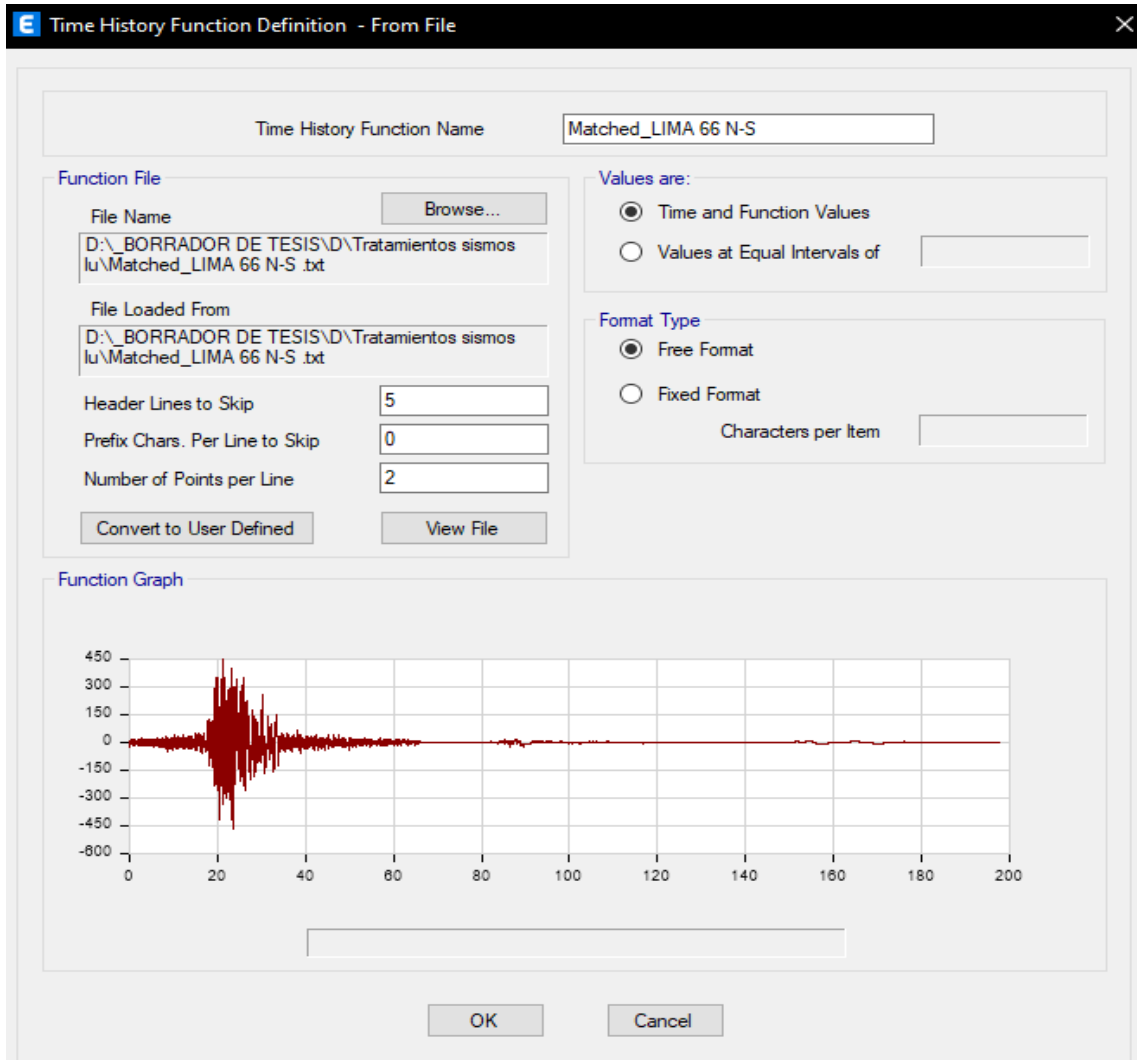 E Time History Function Definition - From File
Time History Function Name
Matched_LIMA 66 N-S
Function File
File Name
Browse...
D:\_BORRADOR DE TESIS\D\Tratamientos sismos
lu\Matched_LIMA 66 N-S .txt
File Loaded From
D:\_BORRADOR DE TESIS\D\Tratamientos sismos
lu\Matched_LIMA 66 N-S .txt
Header Lines to Skip
5
Prefix Chars. Per Line to Skip
0
Number of Points per Line
2
Convert to User Defined
View File
Values are:
Time and Function Values
Values at Equal Intervals of
Format Type
Free Format
Fixed Format
Characters per Item
Function Graph
450
300
150
0
-150
-300
-450
-600
0 20 40 60 80 100 120 140 160 180 200
OK
Cancel